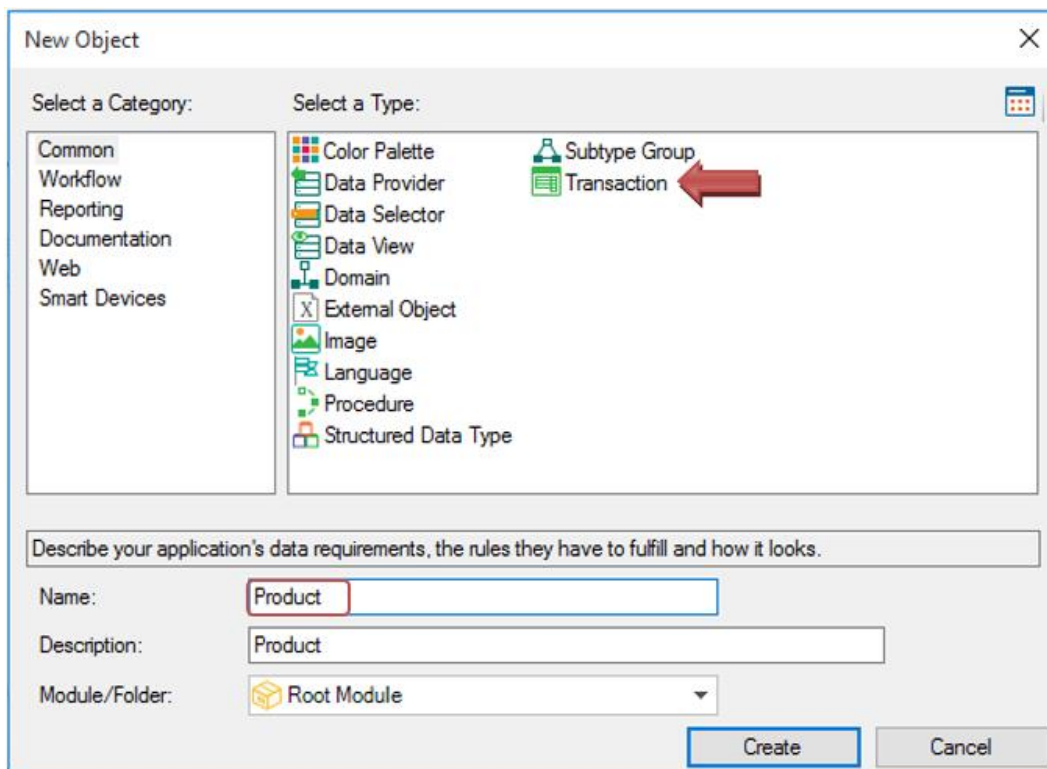 New Object
Select a Category:
Select a Type:
Common
Workflow
Reporting
Documentation
Web
Smart Devices
Color Palette
Data Provider
Data Selector
Data View
Domain
External Object
Image
Language
Procedure
Structured Data Type
Subtype Group
Transaction
Describe your application's data requirements, the rules they have to fulfill and how it looks.
Name: Product
Description: Product
Module/Folder: Root Module
Create Cancel